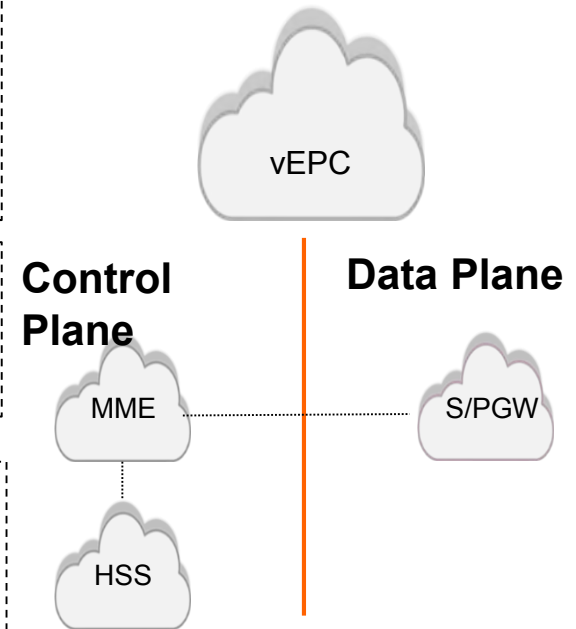 vEPC
Control
Plane
Data Plane
MME
S/PGW
HSS